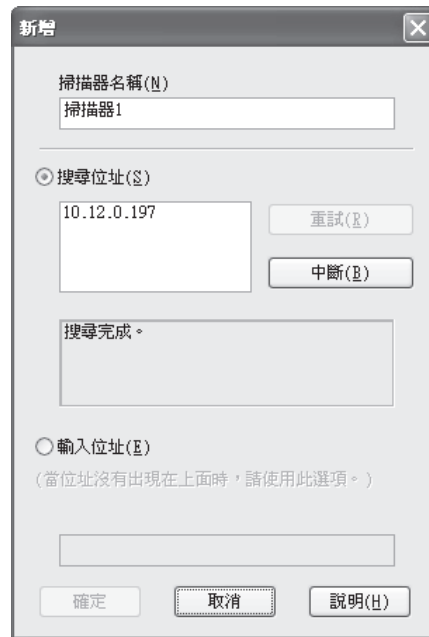 新增
掃描器名稱(N)
掃描器1
搜尋位址(S)
10.12.0.197
重試(R)
中斷(B)
搜尋完成。
輸入位址(E)
(當位址沒有出現在上面時，請使用此選項。)
確定
取消
說明(H)